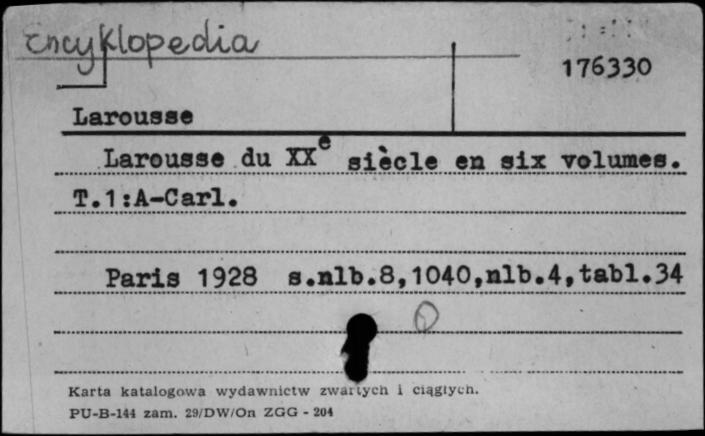 Encyklopedia
176330
Larousse
Larousse du XXe siècle en six volumes.
T.1:A-Carl.
Paris 1928 s.nlb.8,1040,nlb.4,tabl.34
Karta katalogowa wydawnictw zwartych i ciągłych.
PU-B-144 zam. 29/DW/On ZGG - 204